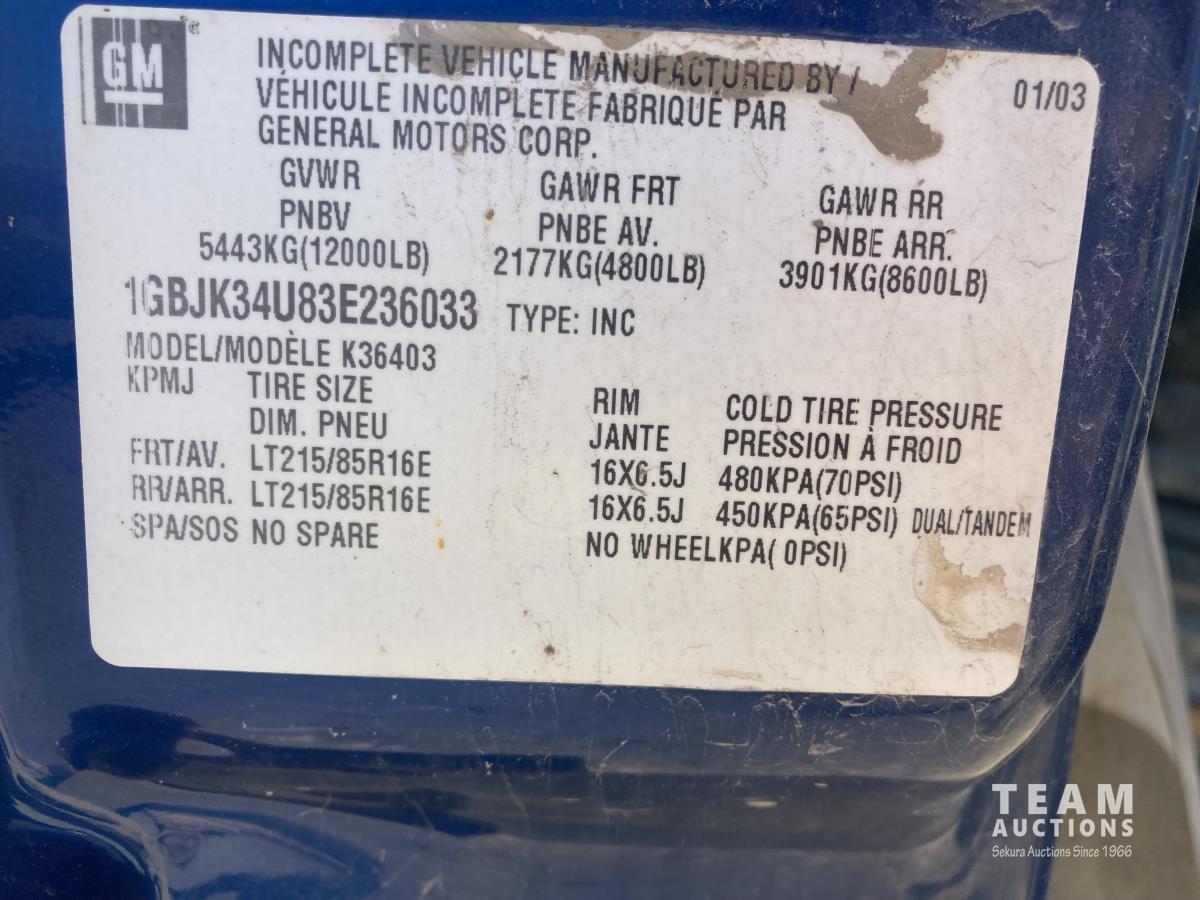 GM
INCOMPLETE VEHICLE MANUFACTURED BY /
VÉHICULE INCOMPLETE FABRIQUÉ PAR
GENERAL MOTORS CORP.
01/03
GVWR GAWR FRT GAWR RR
PNBV PNBE AV. PNBE ARR.
5443KG(12000LB) 2177KG(4800LB) 3901KG(8600LB)
1GBJK34U83E236033 TYPE: INC
MODEL/MODÈLE K36403
KPMJ TIRE SIZE RIM COLD TIRE PRESSURE
DIM. PNEU JANTE PRESSION À FROID
FRT/AV. LT215/85R16E 16X6.5J 480KPA(70PSI)
RR/ARR. LT215/85R16E 16X6.5J 450KPA(65PSI) DUAL/TANDEM
SPA/SOS NO SPARE NO WHEELKPA( 0PSI)
TEAM
AUCTIONS
Sekura Auctions Since 1966